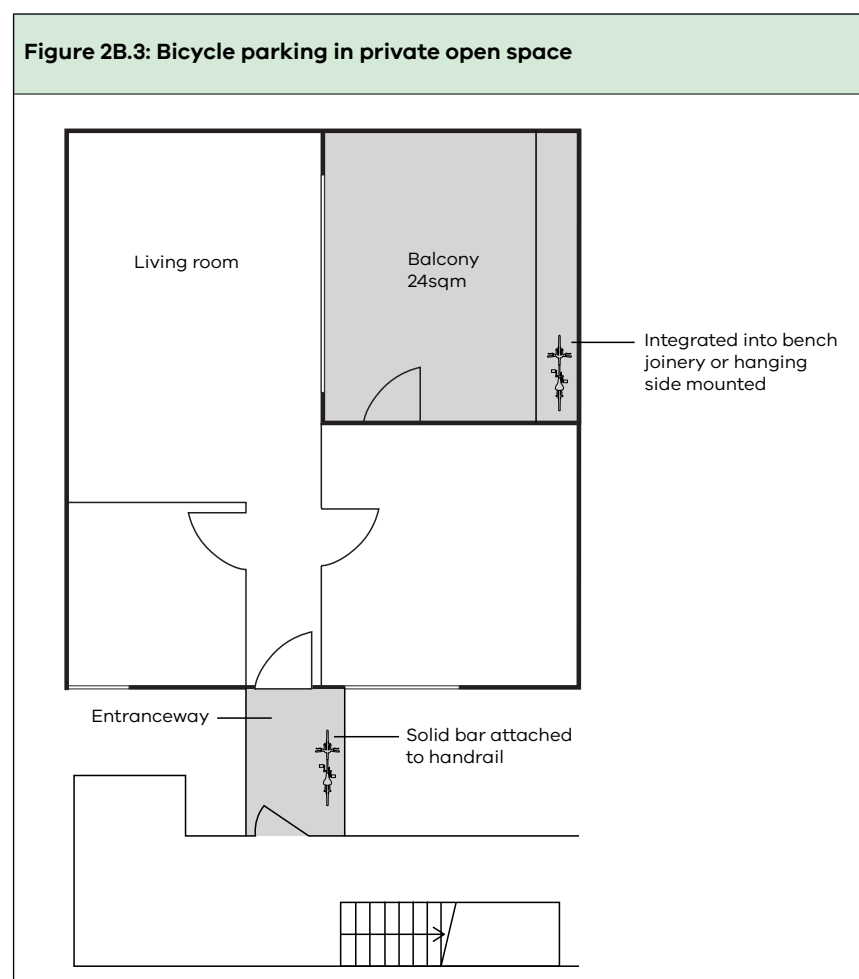 Figure 2B.3: Bicycle parking in private open space
Living room
Balcony
24sqm
Integrated into bench
joinery or hanging
side mounted
Entranceway
Solid bar attached
to handrail